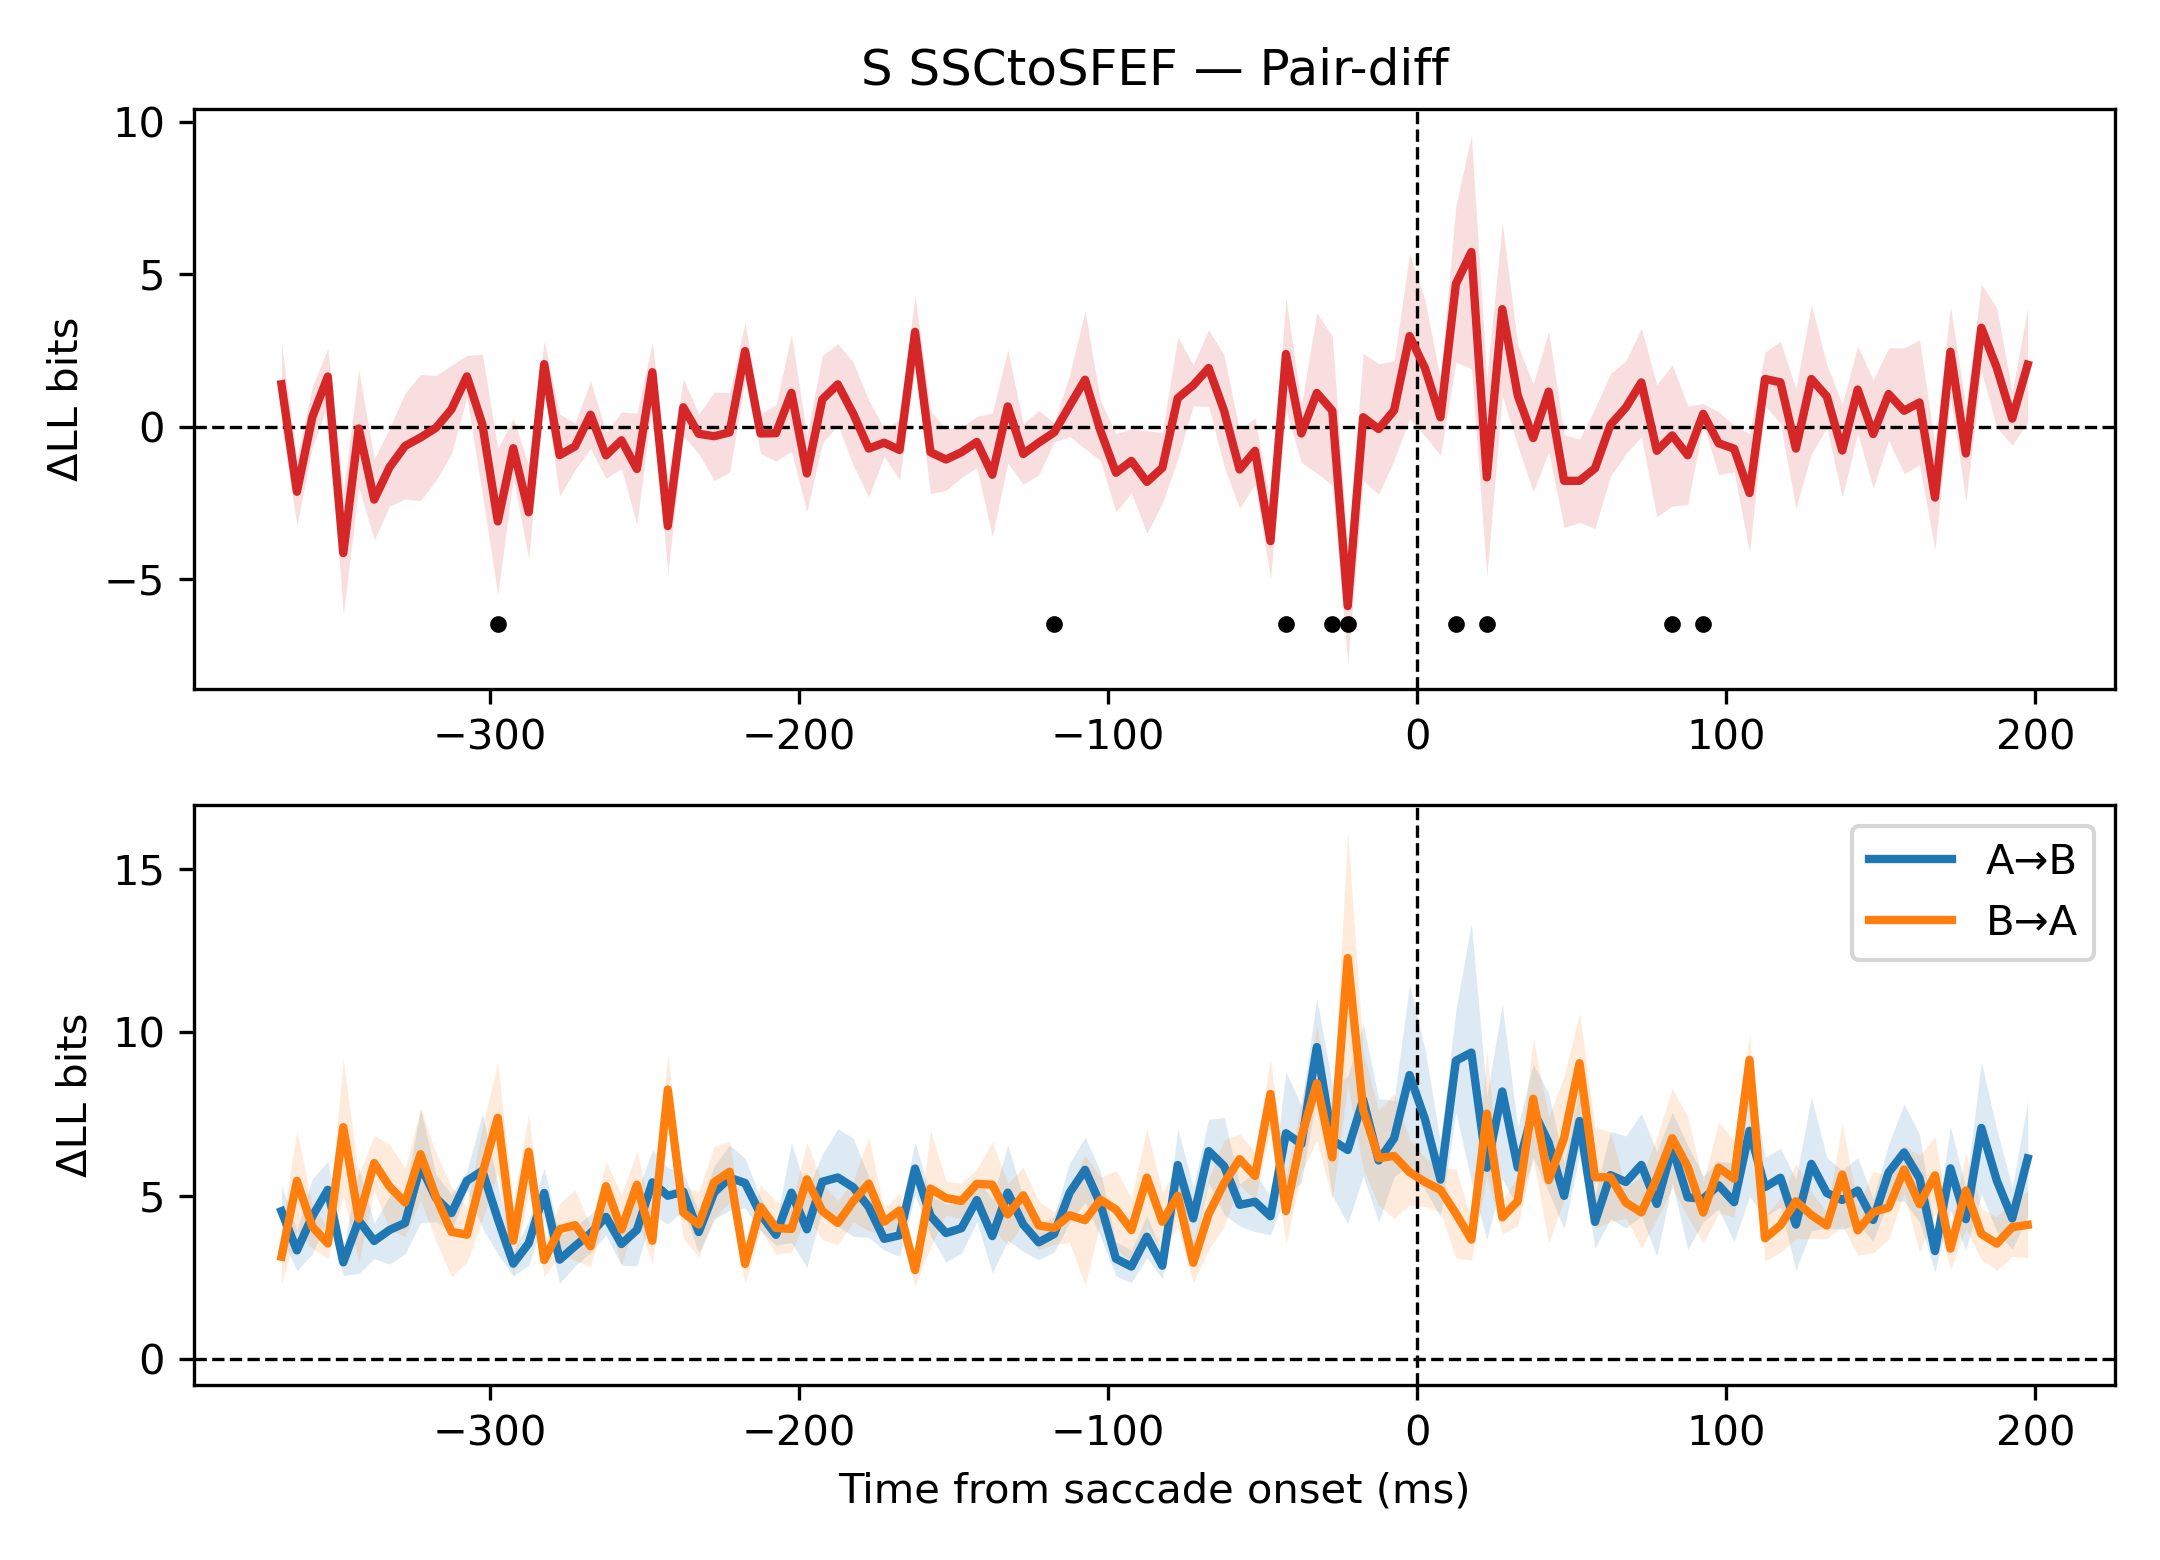 S SSCtoSFEF — Pair-diff
10
5
0
−5
ΔLL bits
−300 −200 −100 0 100 200
15
10
5
0
ΔLL bits
A→B
B→A
−300 −200 −100 0 100 200
Time from saccade onset (ms)